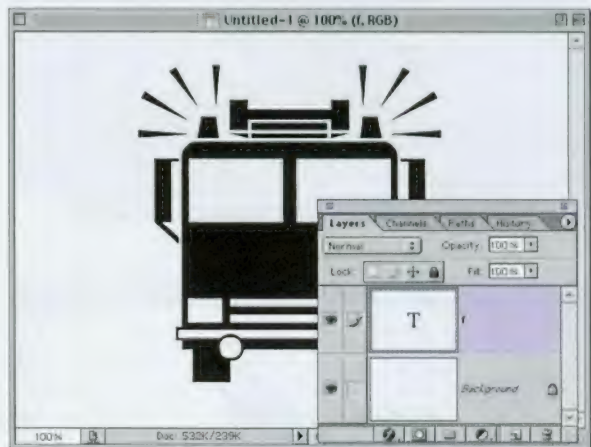 Untitled-1 @ 100% (f, RGB)
Layers Channels Paths History
Normal Opacity: 100%
Lock: Fill: 100%
T f
Background
100% Doc: 532K/239K